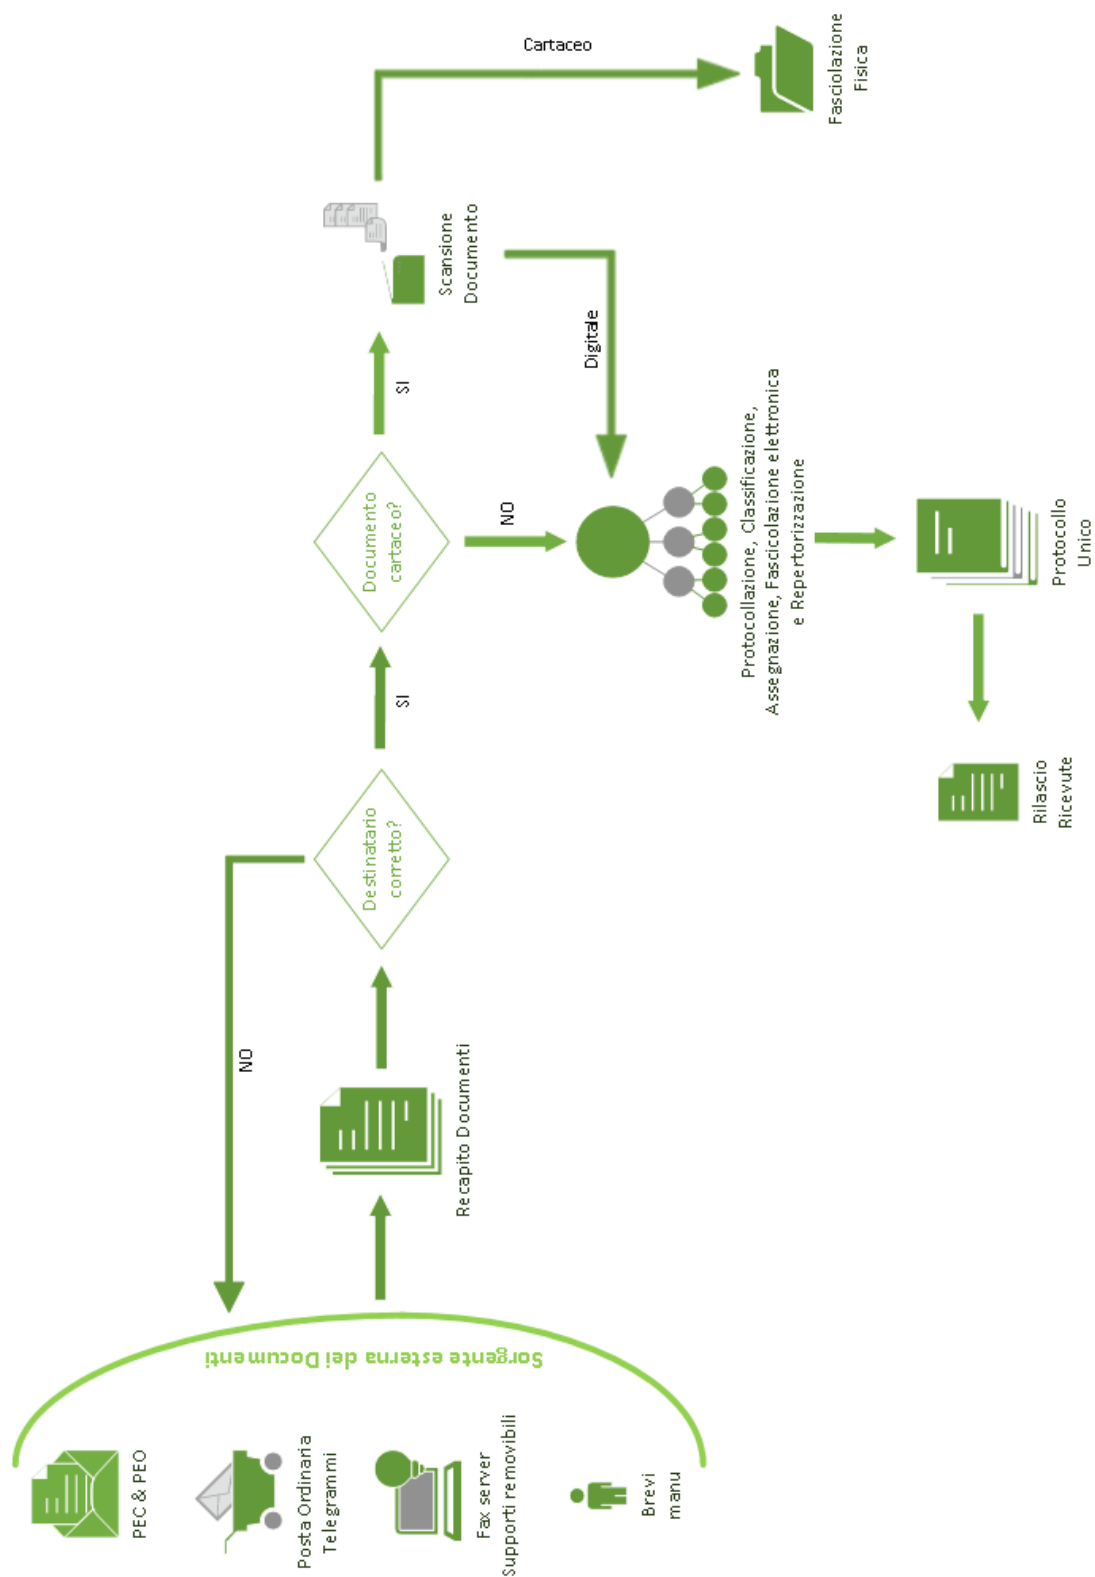 PEC & PEO
Posta Ordinaria
Telegrammi
Fax server
Supporti removibili
Brevi
manu
Sorgente esterna dei Documenti
Recapito Documenti
NO
Destinatario
corretto?
SI
Documento
cartaceo?
SI
NO
Scansione
Documento
Cartaceo
Digitale
Fasciolazione
Fisica
Protocollazione, Classificazione,
Assegnazione, Fascicolazione elettronica
e Repertorizzazione
Protocollo
Unico
Rilascio
Ricevute